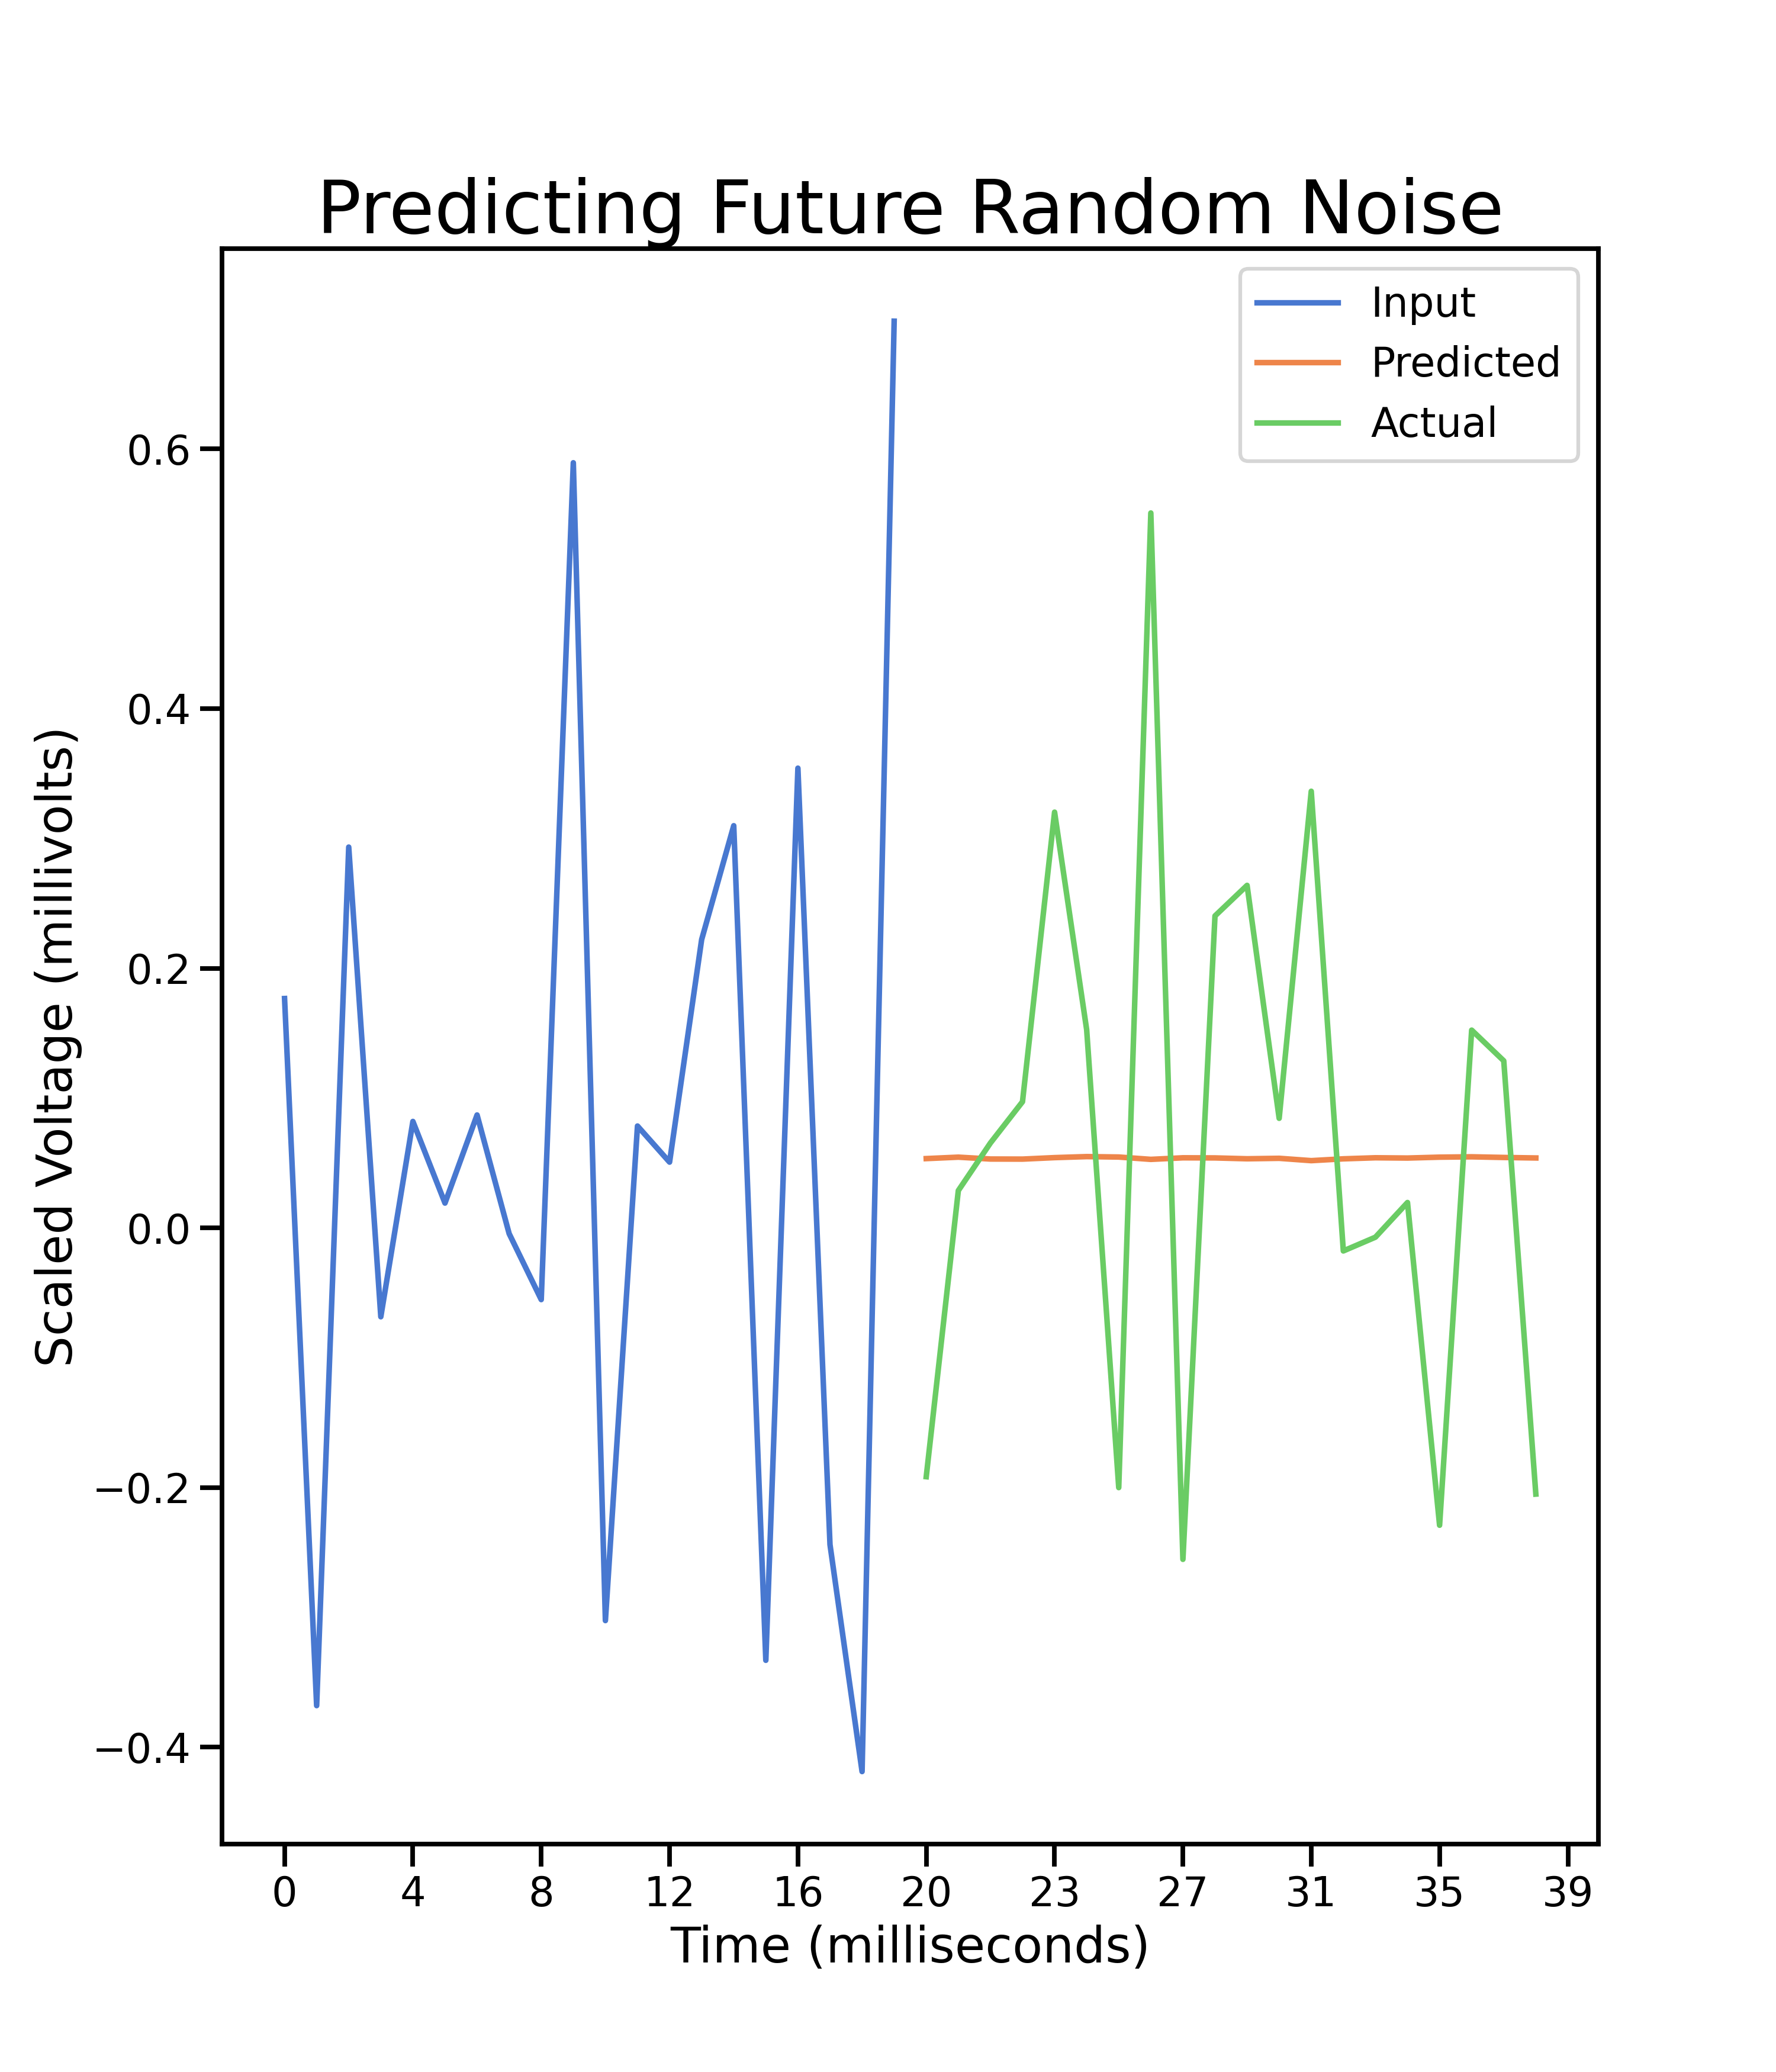 Predicting Future Random Noise
Input
Predicted
Actual
0.6
0.4
0.2
0.0
−0.2
−0.4
Scaled Voltage (millivolts)
0 4 8 12 16 20 23 27 31 35 39
Time (milliseconds)